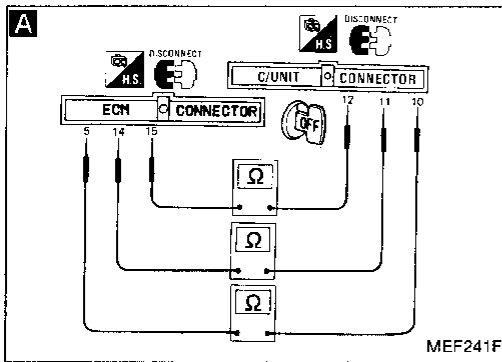 A
H.S
DISCONNECT
C/UNIT CONNECTOR
H.S
DISCONNECT
ECM CONNECTOR
OFF
12 11 10
5 14 15
Ω
Ω
Ω
MEF241F